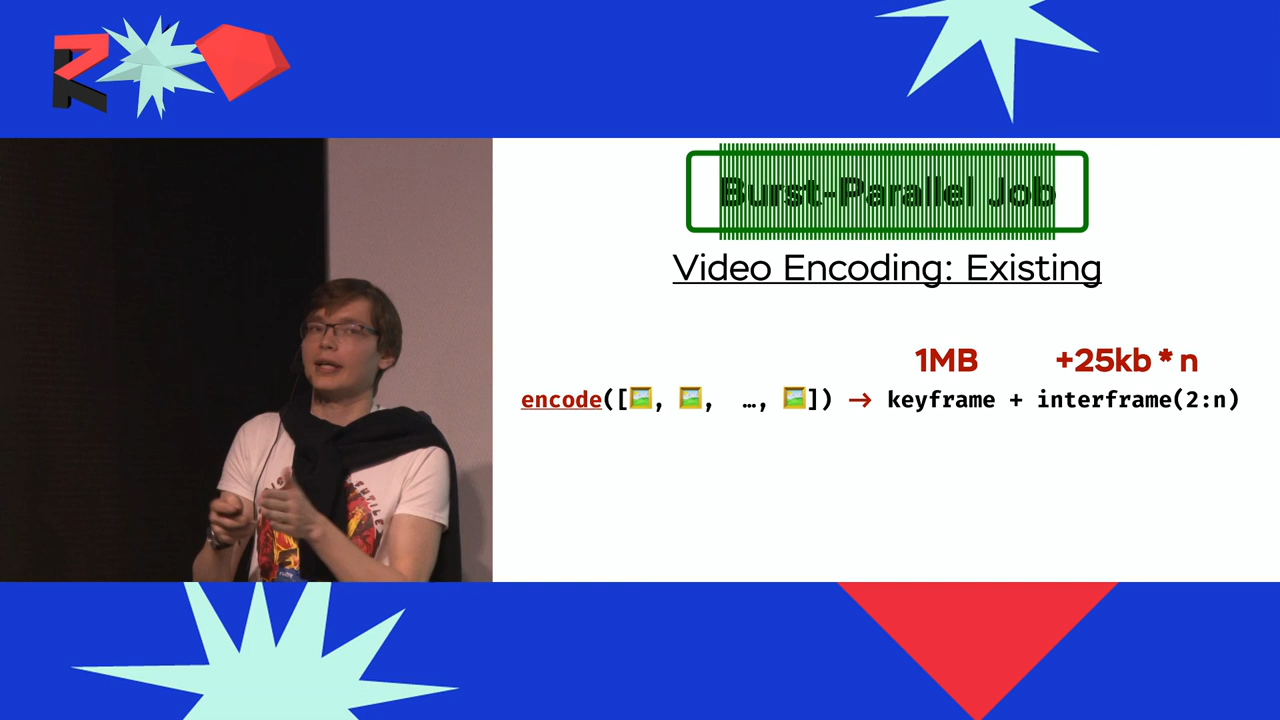 Burst-Parallel Job
Video Encoding: Existing
1MB +25kb * n
encode([🖼️, 🖼️, …, 🖼️]) → keyframe + interframe(2:n)